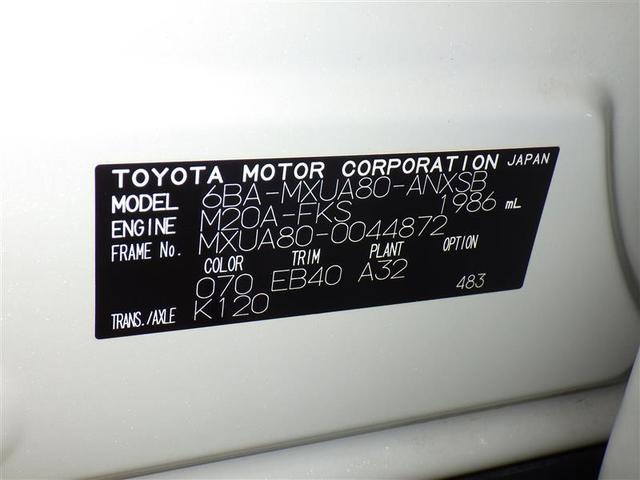 TOYOTA MOTOR CORPORATION JAPAN
MODEL 6BA-MXUA80-ANXSB
ENGINE M20A-FKS 1986 mL
FRAME No. MXUA80-0044872
COLOR TRIM PLANT OPTION
070 EB40 A32 483
TRANS./AXLE K120